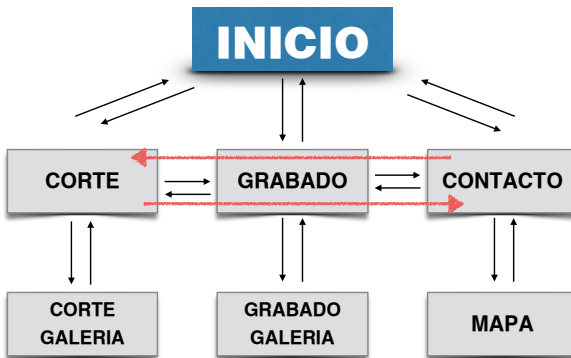 INICIO
CORTE
GRABADO
CONTACTO
CORTE
GALERIA
GRABADO
GALERIA
MAPA